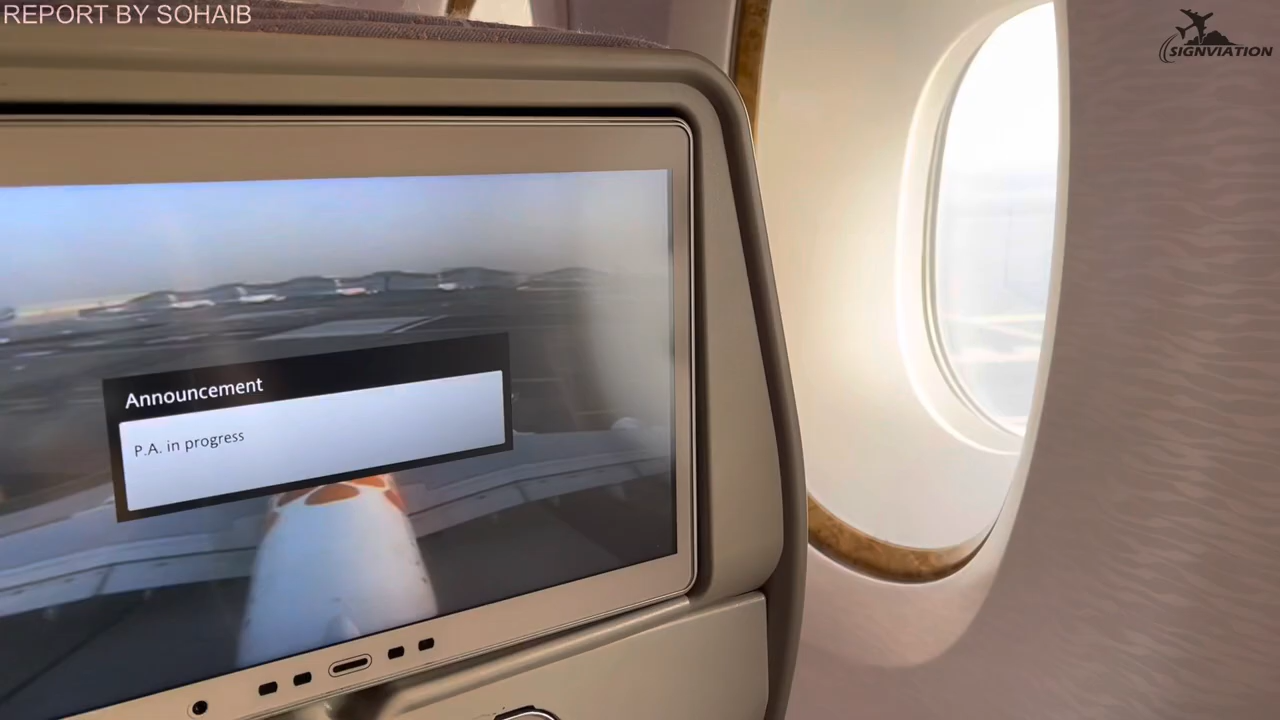 REPORT BY SOHAIB
SIGNVIATION
Announcement
P.A. in progress